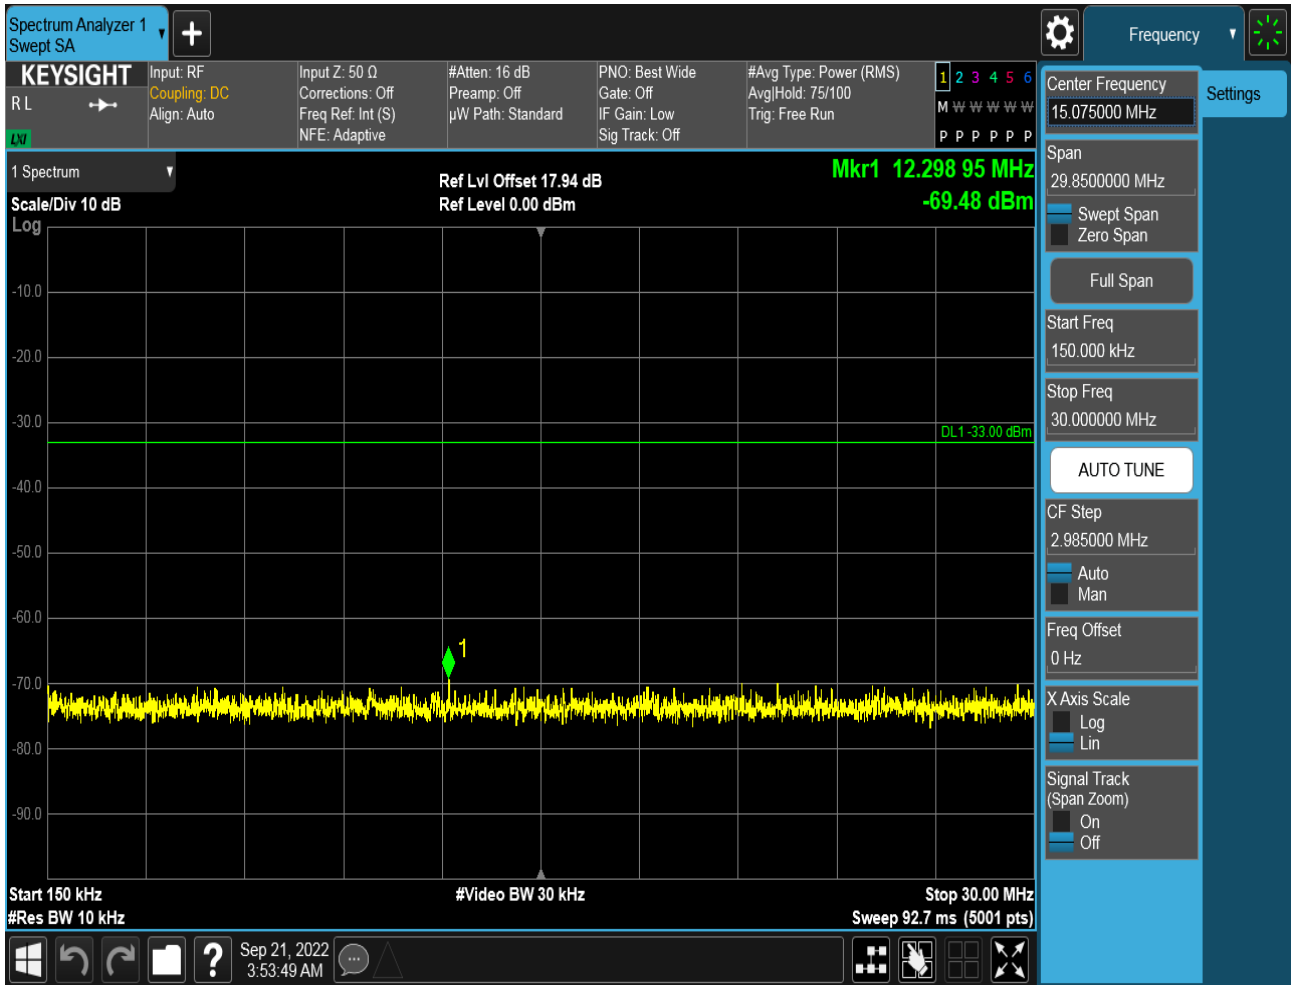 Spectrum Analyzer 1
Swept SA
Frequency
KEYSIGHT
R L
LXI
Input: RF
Coupling: DC
Align: Auto
Input Z: 50 Ω
Corrections: Off
Freq Ref: Int (S)
NFE: Adaptive
#Atten: 16 dB
Preamp: Off
µW Path: Standard
PNO: Best Wide
Gate: Off
IF Gain: Low
Sig Track: Off
#Avg Type: Power (RMS)
Avg|Hold: 75/100
Trig: Free Run
1 2 3 4 5 6
M W W W W W
P P P P P P
1 Spectrum
Scale/Div 10 dB
Log
Ref Lvl Offset 17.94 dB
Ref Level 0.00 dBm
Mkr1 12.298 95 MHz
-69.48 dBm
-10.0
-20.0
-30.0
DL1 -33.00 dBm
-40.0
-50.0
-60.0
1
-70.0
-80.0
-90.0
Start 150 kHz
#Video BW 30 kHz
Stop 30.00 MHz
#Res BW 10 kHz
Sweep 92.7 ms (5001 pts)
Sep 21, 2022
3:53:49 AM
Center Frequency
15.075000 MHz
Settings
Span
29.8500000 MHz
Swept Span
Zero Span
Full Span
Start Freq
150.000 kHz
Stop Freq
30.000000 MHz
AUTO TUNE
CF Step
2.985000 MHz
Auto
Man
Freq Offset
0 Hz
X Axis Scale
Log
Lin
Signal Track
(Span Zoom)
On
Off